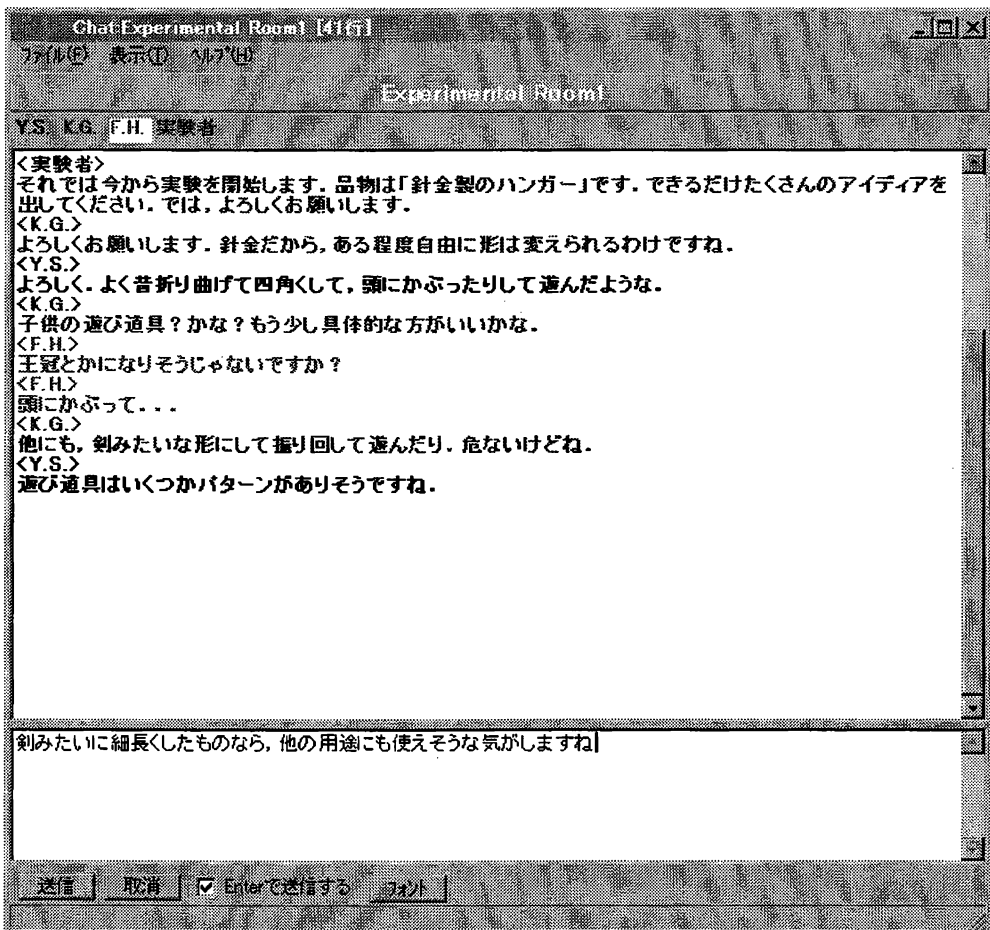 Chat:Experimental Room1 [41行]
ファイル(F) 表示(T) ヘルプ(H)
Experimental Room1
Y.S. K.G. F.H. 実験者
<実験者>
それでは今から実験を開始します．品物は「針金製のハンガー」です．できるだけたくさんのアイディアを
出してください．では，よろしくお願いします．
<K.G.>
よろしくお願いします．針金だから，ある程度自由に形は変えられるわけですね．
<Y.S.>
よろしく．よく昔折り曲げて四角くして，頭にかぶったりして遊んだような．
<K.G.>
子供の遊び道具？かな？もう少し具体的な方がいいかな．
<F.H.>
王冠とかになりそうじゃないですか？
<F.H.>
頭にかぶって．．．
<K.G.>
他にも，剣みたいな形にして振り回して遊んだり．危ないけどね．
<Y.S.>
遊び道具はいくつかパターンがありそうですね．
剣みたいに細長くしたものなら，他の用途にも使えそうな気がしますね
送信 取消 Enterで送信する フォント